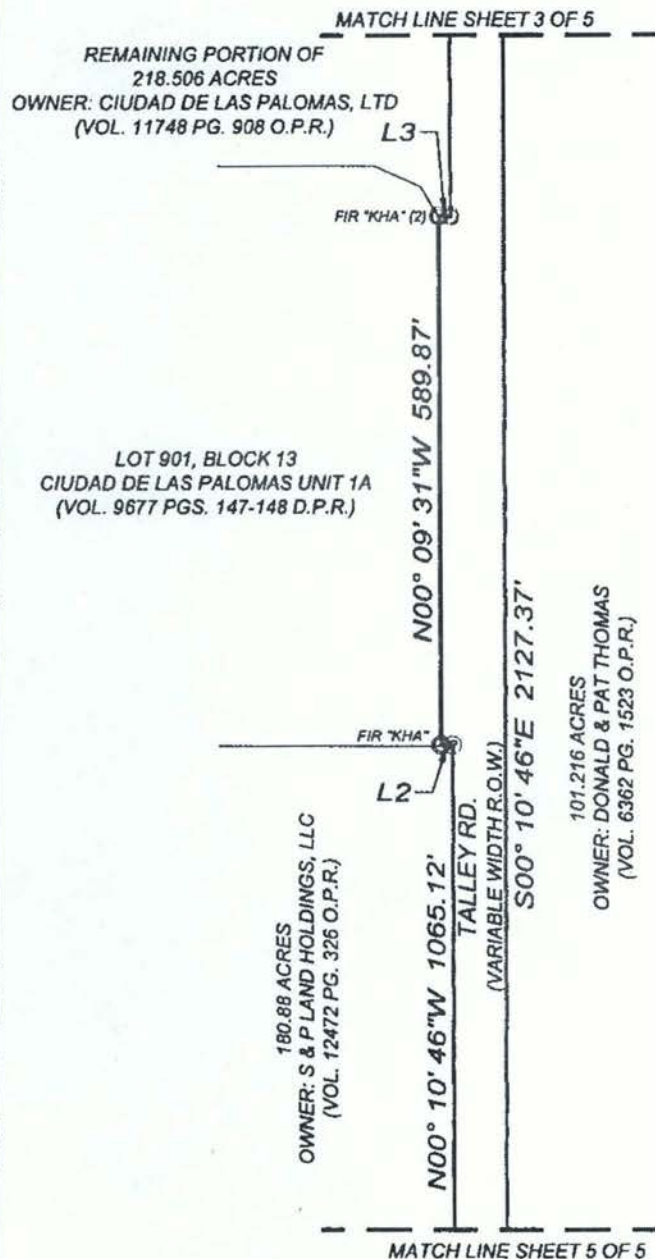 MATCH LINE SHEET 3 OF 5
REMAINING PORTION OF
218.506 ACRES
OWNER: CIUDAD DE LAS PALOMAS, LTD
(VOL. 11748 PG. 908 O.P.R.)
L3
FIR "KHA" (2)
N00° 09' 31"W 589.87'
LOT 901, BLOCK 13
CIUDAD DE LAS PALOMAS UNIT 1A
(VOL. 9677 PGS. 147-148 D.P.R.)
FIR "KHA"
L2
180.88 ACRES
OWNER: S & P LAND HOLDINGS, LLC
(VOL. 12472 PG. 326 O.P.R.)
N00° 10' 46"W 1065.12'
TALLEY RD.
(VARIABLE WIDTH R.O.W.)
S00° 10' 46"E 2127.37'
101.216 ACRES
OWNER: DONALD & PAT THOMAS
(VOL. 6362 PG. 1523 O.P.R.)
MATCH LINE SHEET 5 OF 5